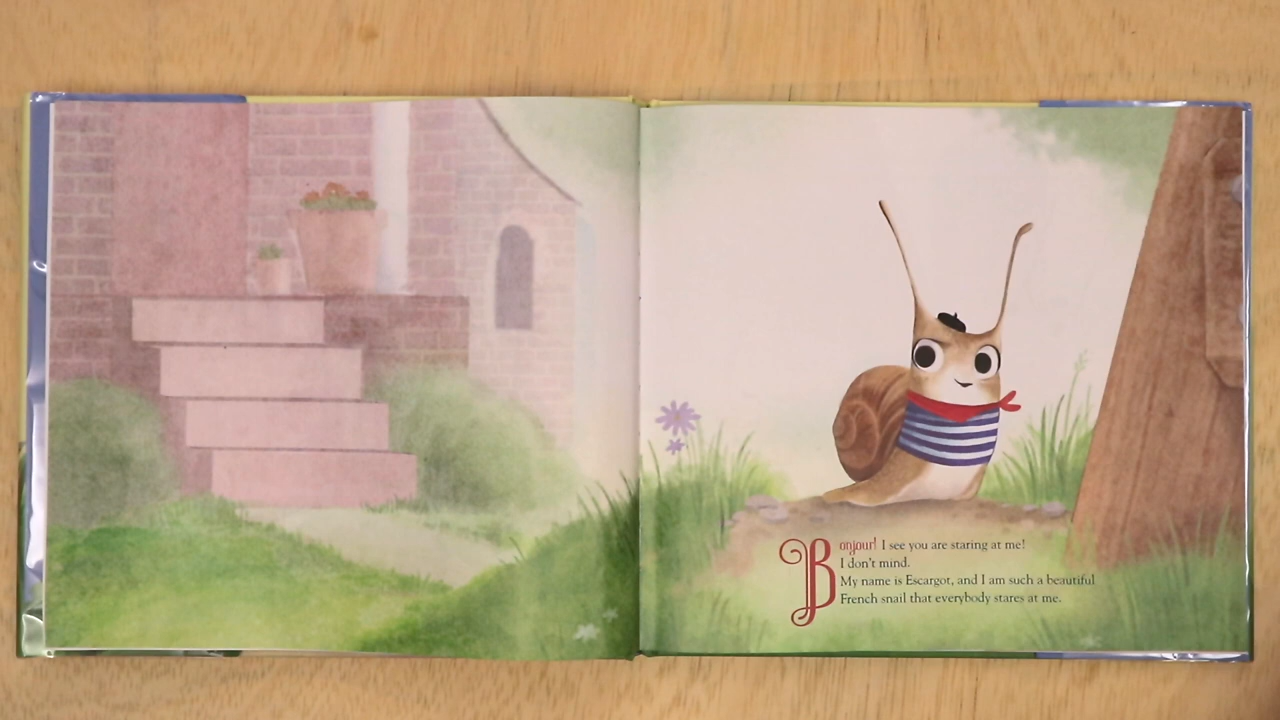 Bonjour! I see you are staring at me!
I don't mind.
My name is Escargot, and I am such a beautiful
French snail that everybody stares at me.